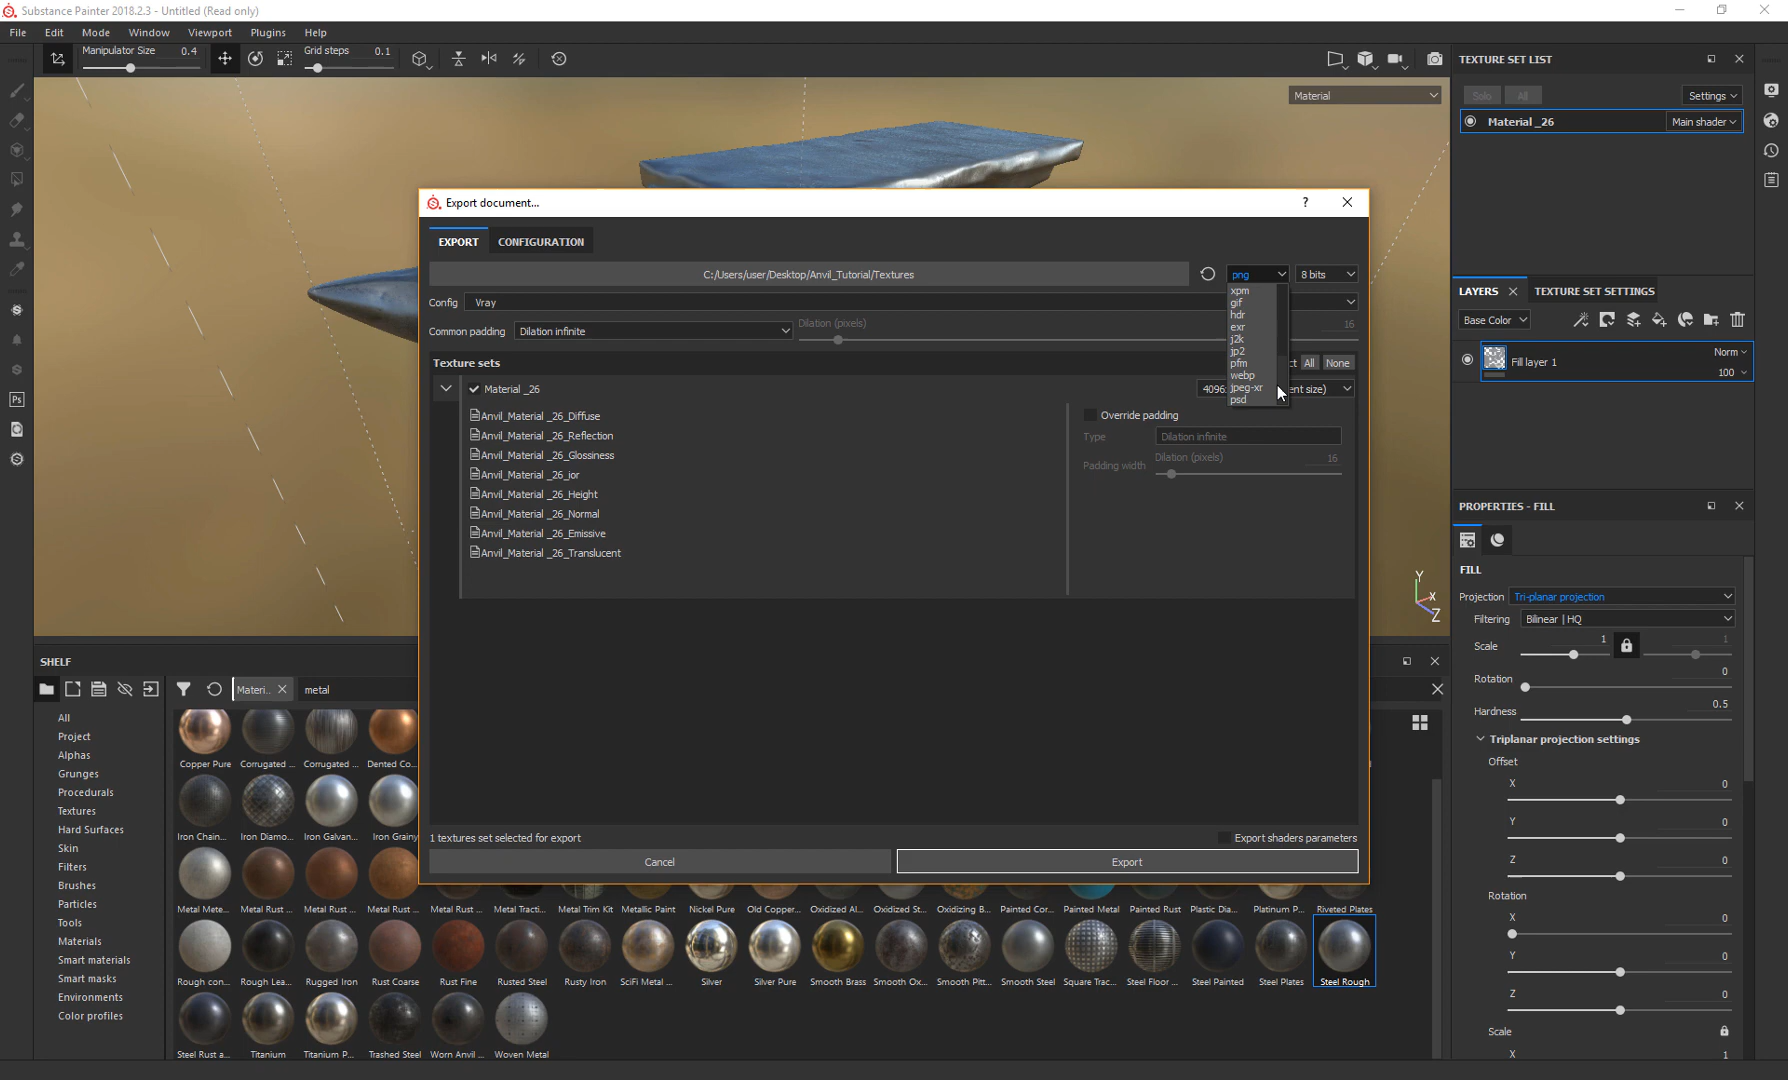 Substance Painter 2018.2.3 - Untitled (Read only)
File Edit Mode Window Viewport Plugins Help
Manipulator Size 0.4
Grid steps 0.1
Material
TEXTURE SET LIST
Solo All Settings
Material _26 Main shader
LAYERS TEXTURE SET SETTINGS
Base Color
Fill layer 1 Norm
100
Export document...
?
EXPORT CONFIGURATION
C:/Users/user/Desktop/Anvil_Tutorial/Textures
png 8 bits
Config Vray
Common padding Dilation infinite
Dilation (pixels) 16
xpm
gif
hdr
exr
j2k
jp2
pfm
webp
jpeg-xr
psd
Texture sets
ct All None
Material _26
4096: ent size)
Anvil_Material _26_Diffuse
Anvil_Material _26_Reflection
Anvil_Material _26_Glossiness
Anvil_Material _26_ior
Anvil_Material _26_Height
Anvil_Material _26_Normal
Anvil_Material _26_Emissive
Anvil_Material _26_Translucent
Override padding
Type Dilation infinite
Padding width
Dilation (pixels) 16
1 textures set selected for export
Export shaders parameters
Cancel Export
Y
X
Z
PROPERTIES - FILL
FILL
Projection Tri-planar projection
Filtering Bilinear | HQ
Scale 1 1
Rotation 0
Hardness 0.5
Triplanar projection settings
Offset
X 0
Y 0
Z 0
Rotation
X 0
Y 0
Z 0
Scale
X 1
SHELF
Materi.. metal
All
Project
Alphas
Grunges
Procedurals
Textures
Hard Surfaces
Skin
Filters
Brushes
Particles
Tools
Materials
Smart materials
Smart masks
Environments
Color profiles
Copper Pure Corrugated ... Corrugated ... Dented Co...
Iron Chain... Iron Diamo... Iron Galvan... Iron Grainy
Metal Mete... Metal Rust ... Metal Rust ... Metal Rust ... Metal Rust ... Metal Tracti... Metal Trim Kit Metallic Paint Nickel Pure Old Copper... Oxidized Al... Oxidized St... Oxidizing B... Painted Cor... Painted Metal Painted Rust Plastic Dia... Platinum P... Riveted Plates
Rough con... Rough Lea... Rugged Iron Rust Coarse Rust Fine Rusted Steel Rusty Iron SciFi Metal ... Silver Silver Pure Smooth Brass Smooth Ox... Smooth Pitt... Smooth Steel Square Trac... Steel Floor ... Steel Painted Steel Plates Steel Rough
Steel Rust a... Titanium Titanium P... Trashed Steel Worn Anvil ... Woven Metal
Ps